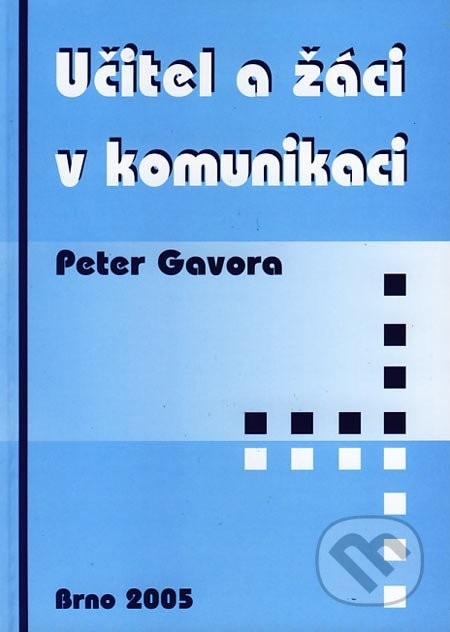 Učitel a žáci
v komunikaci
Peter Gavora
Brno 2005